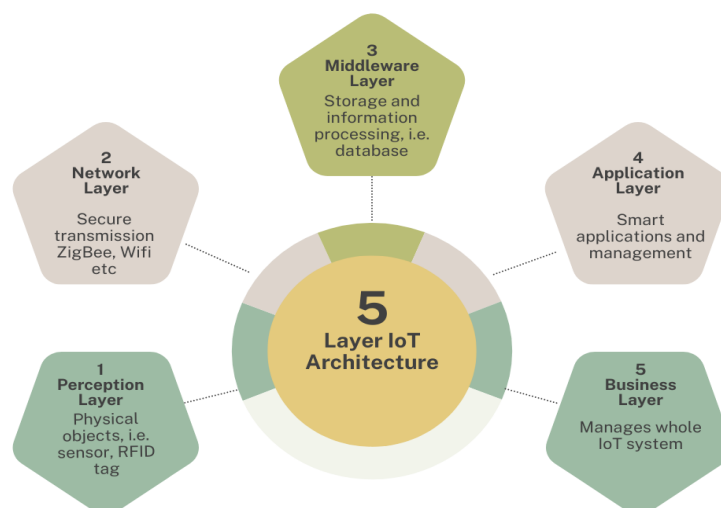 3
Middleware
Layer
Storage and
information
processing, i.e.
database
2
Network
Layer
Secure
transmission
ZigBee, Wifi
etc
4
Application
Layer
Smart
applications and
management
5
Layer IoT
Architecture
1
Perception
Layer
Physical
objects, i.e.
sensor, RFID
tag
5
Business
Layer
Manages whole
IoT system